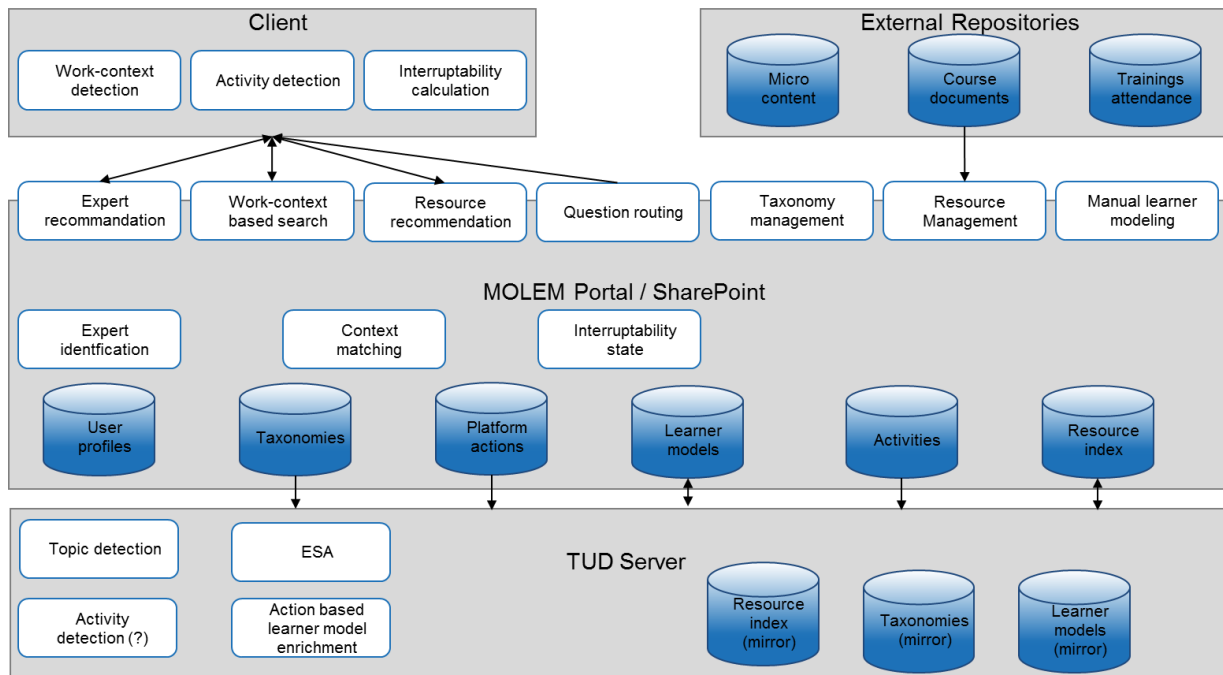 Client
Work-context
detection
Activity detection
Interruptability
calculation
External Repositories
Micro
content
Course
documents
Trainings
attendance
Expert
recommandation
Work-context
based search
Resource
recommendation
Question routing
Taxonomy
management
Resource
Management
Manual learner
modeling
MOLEM Portal / SharePoint
Expert
identfication
Context
matching
Interruptability
state
User
profiles
Taxonomies
Platform
actions
Learner
models
Activities
Resource
index
TUD Server
Topic detection
ESA
Activity
detection (?)
Action based
learner model
enrichment
Resource
index
(mirror)
Taxonomies
(mirror)
Learner
models
(mirror)